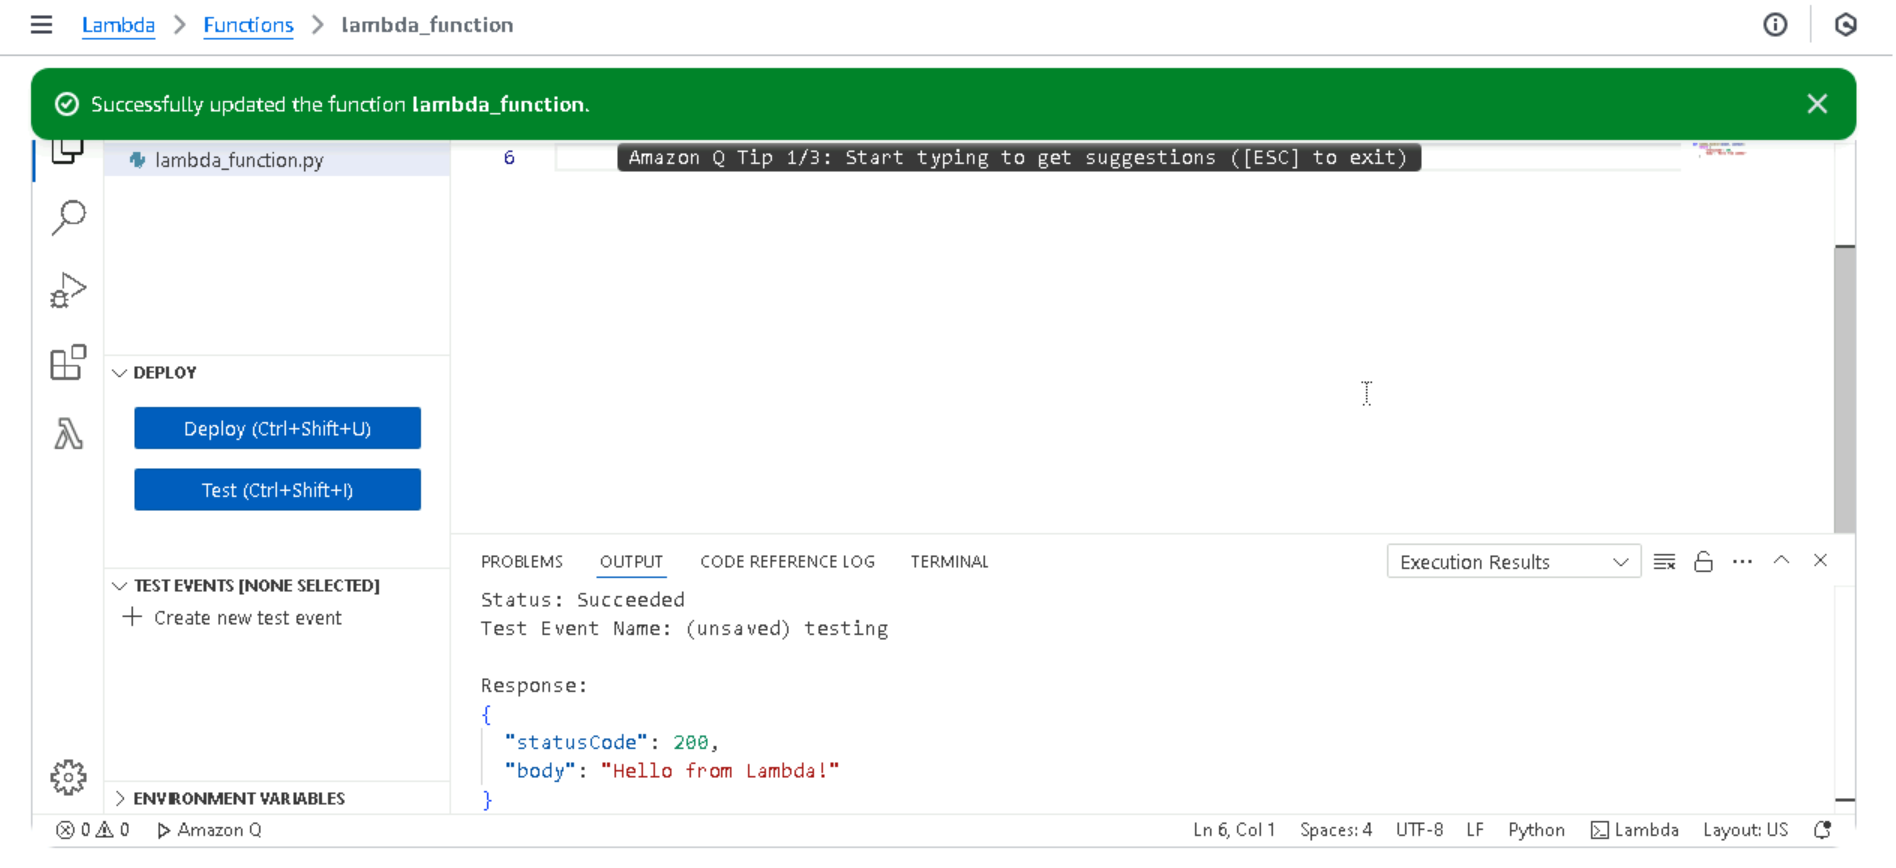 Lambda > Functions > lambda_function
Successfully updated the function lambda_function.
lambda_function.py
6 Amazon Q Tip 1/3: Start typing to get suggestions ([ESC] to exit)
DEPLOY
Deploy (Ctrl+Shift+U)
Test (Ctrl+Shift+I)
TEST EVENTS [NONE SELECTED]
Create new test event
ENVIRONMENT VARIABLES
PROBLEMS OUTPUT CODE REFERENCE LOG TERMINAL Execution Results
Status: Succeeded
Test Event Name: (unsaved) testing
Response:
{
"statusCode": 200,
"body": "Hello from Lambda!"
}
0 0 Amazon Q Ln 6, Col 1 Spaces: 4 UTF-8 LF Python Lambda Layout: US